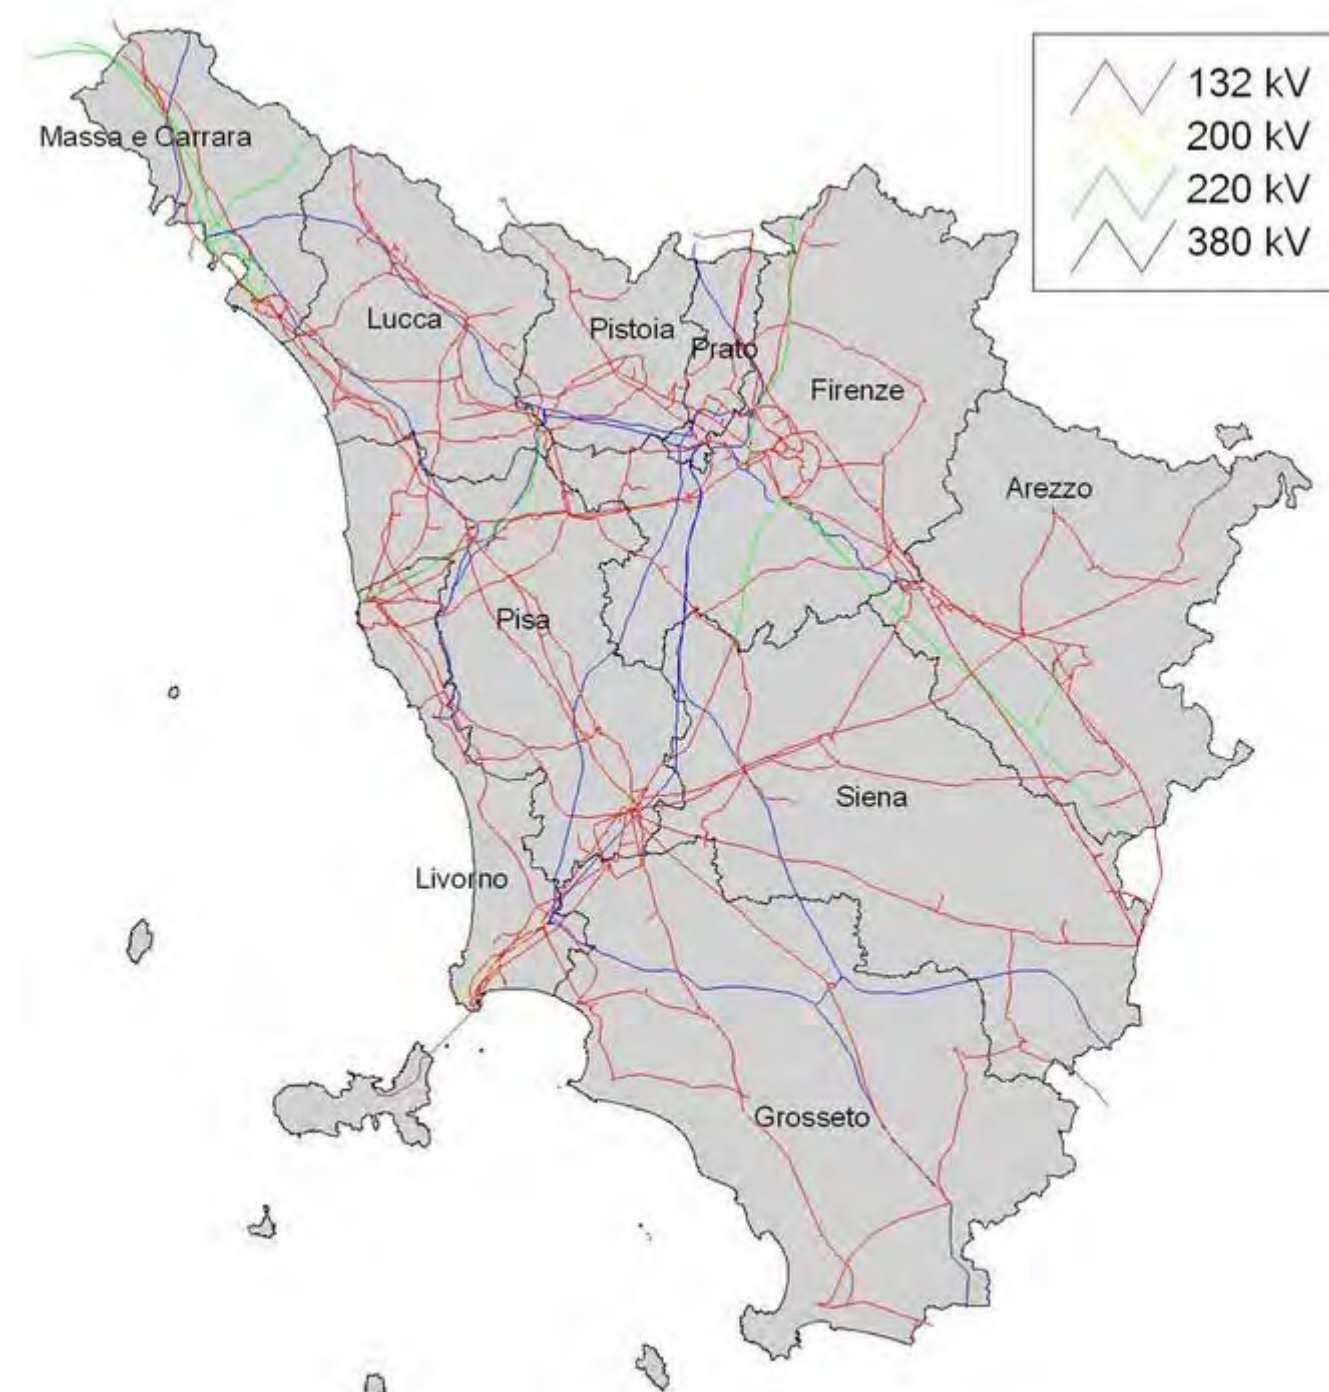 132 kV
200 kV
220 kV
380 kV
Massa e Carrara
Lucca
Pistoia
Prato
Firenze
Arezzo
Pisa
Siena
Livorno
Grosseto